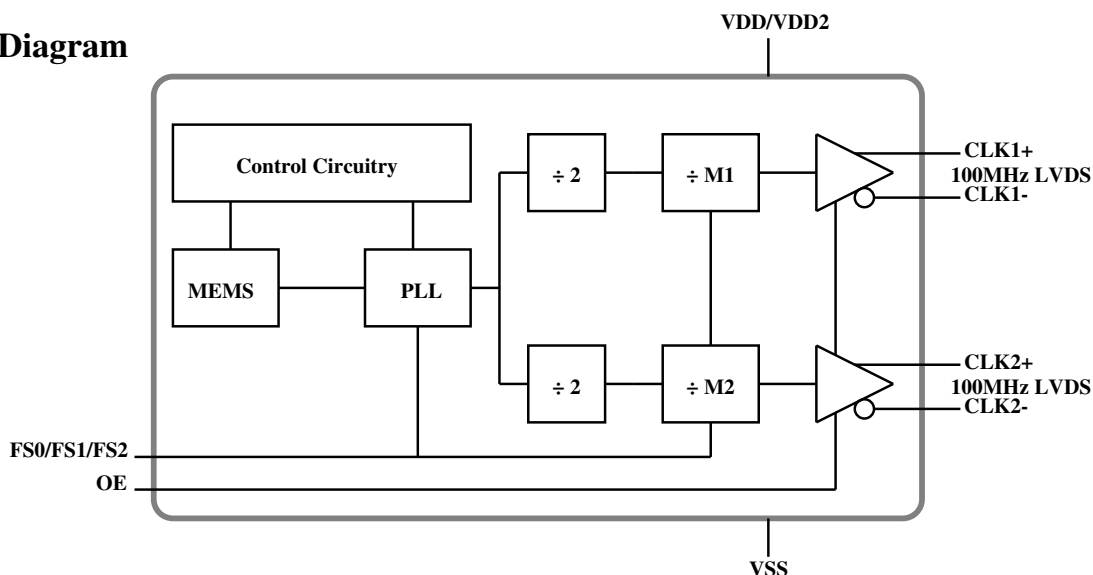 VDD/VDD2
Diagram
Control Circuitry
÷ 2
÷ M1
CLK1+
100MHz LVDS
CLK1-
MEMS
PLL
÷ 2
÷ M2
CLK2+
100MHz LVDS
CLK2-
FS0/FS1/FS2
OE
VSS